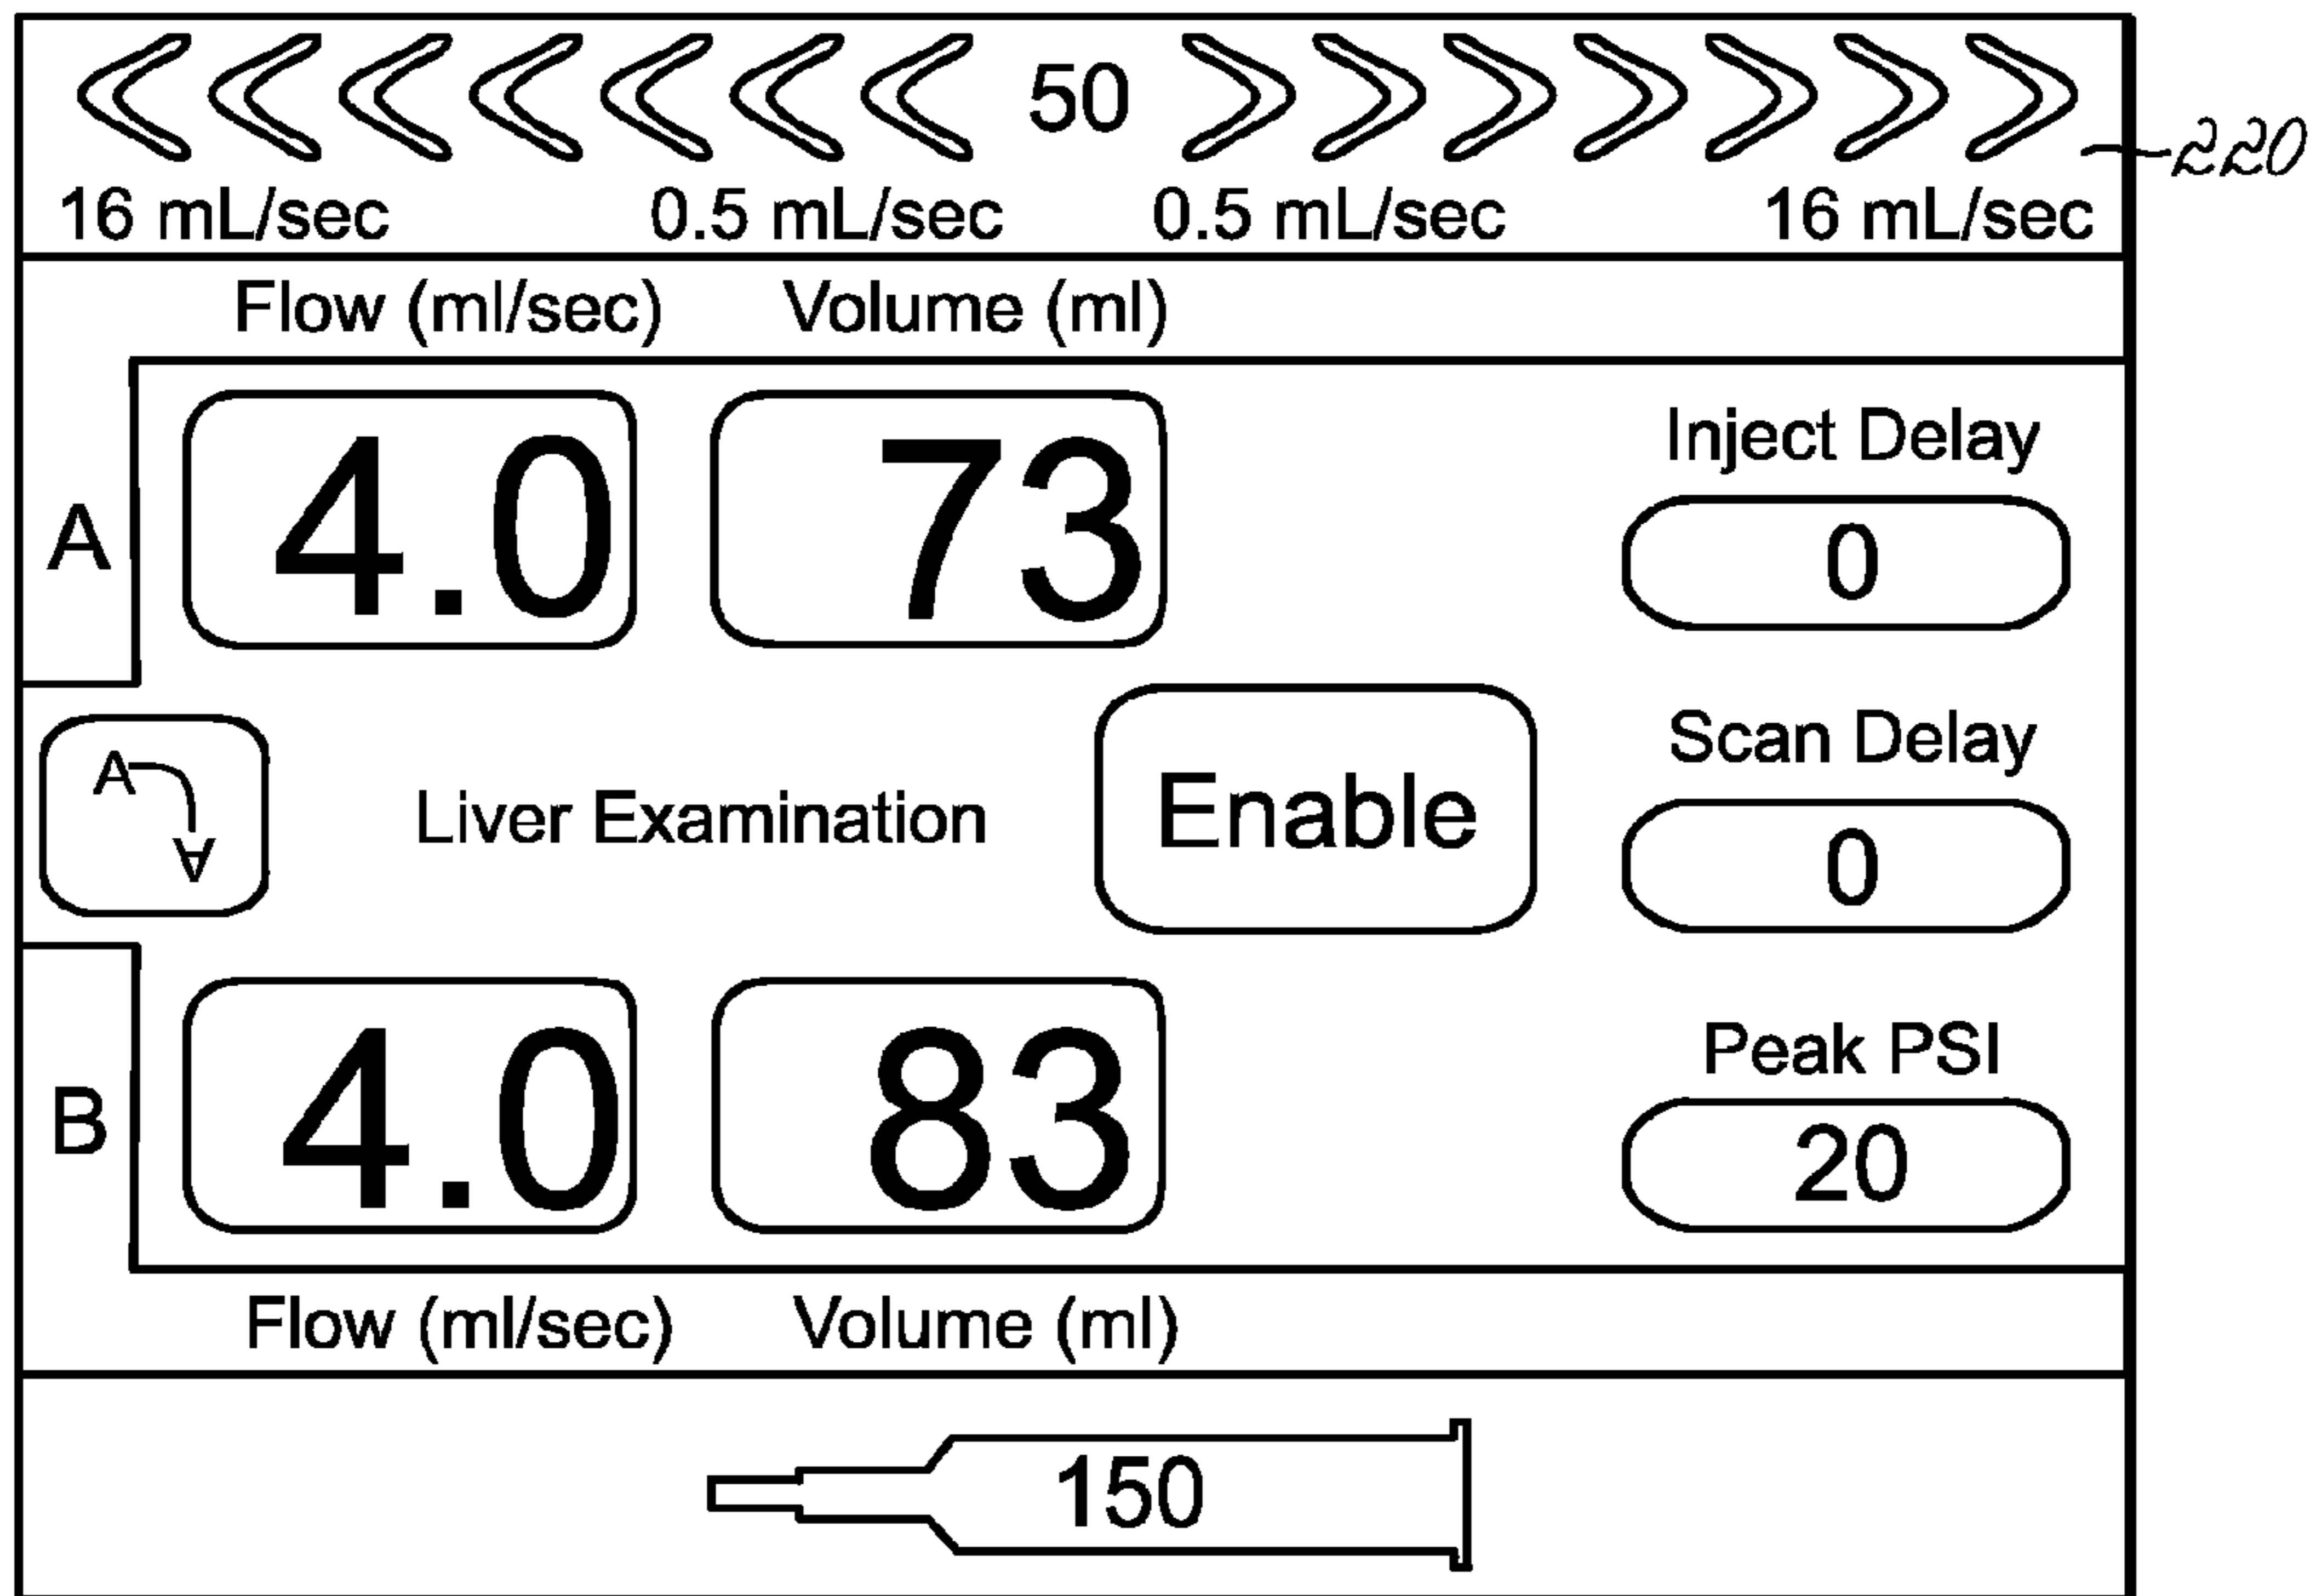 50
220
16 mL/sec 0.5 mL/sec 0.5 mL/sec 16 mL/sec
Flow (ml/sec) Volume (ml)
A
4.0 73
Inject Delay
0
A
A
Liver Examination
Enable
Scan Delay
0
B
4.0 83
Peak PSI
20
Flow (ml/sec) Volume (ml)
150